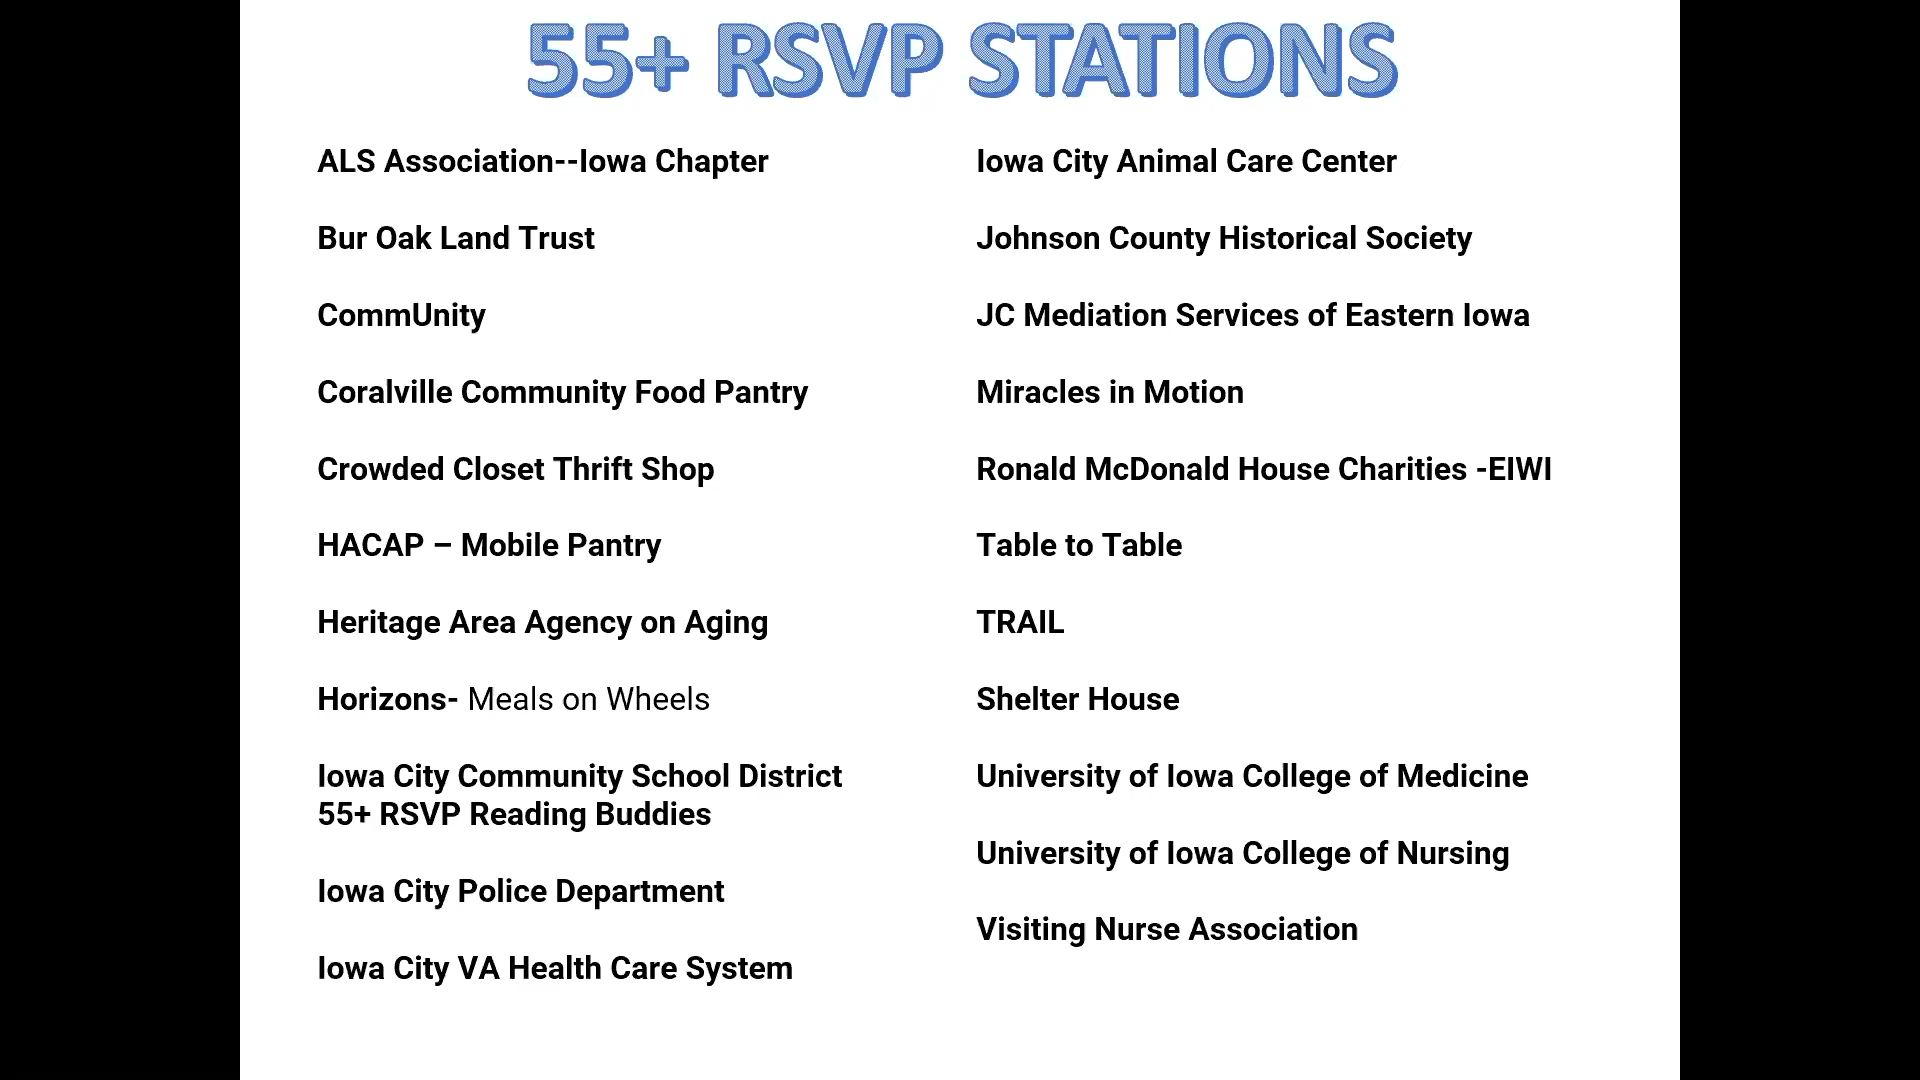 55+ RSVP STATIONS
ALS Association--Iowa Chapter
Bur Oak Land Trust
CommUnity
Coralville Community Food Pantry
Crowded Closet Thrift Shop
HACAP – Mobile Pantry
Heritage Area Agency on Aging
Horizons- Meals on Wheels
Iowa City Community School District
55+ RSVP Reading Buddies
Iowa City Police Department
Iowa City VA Health Care System
Iowa City Animal Care Center
Johnson County Historical Society
JC Mediation Services of Eastern Iowa
Miracles in Motion
Ronald McDonald House Charities -EIWI
Table to Table
TRAIL
Shelter House
University of Iowa College of Medicine
University of Iowa College of Nursing
Visiting Nurse Association